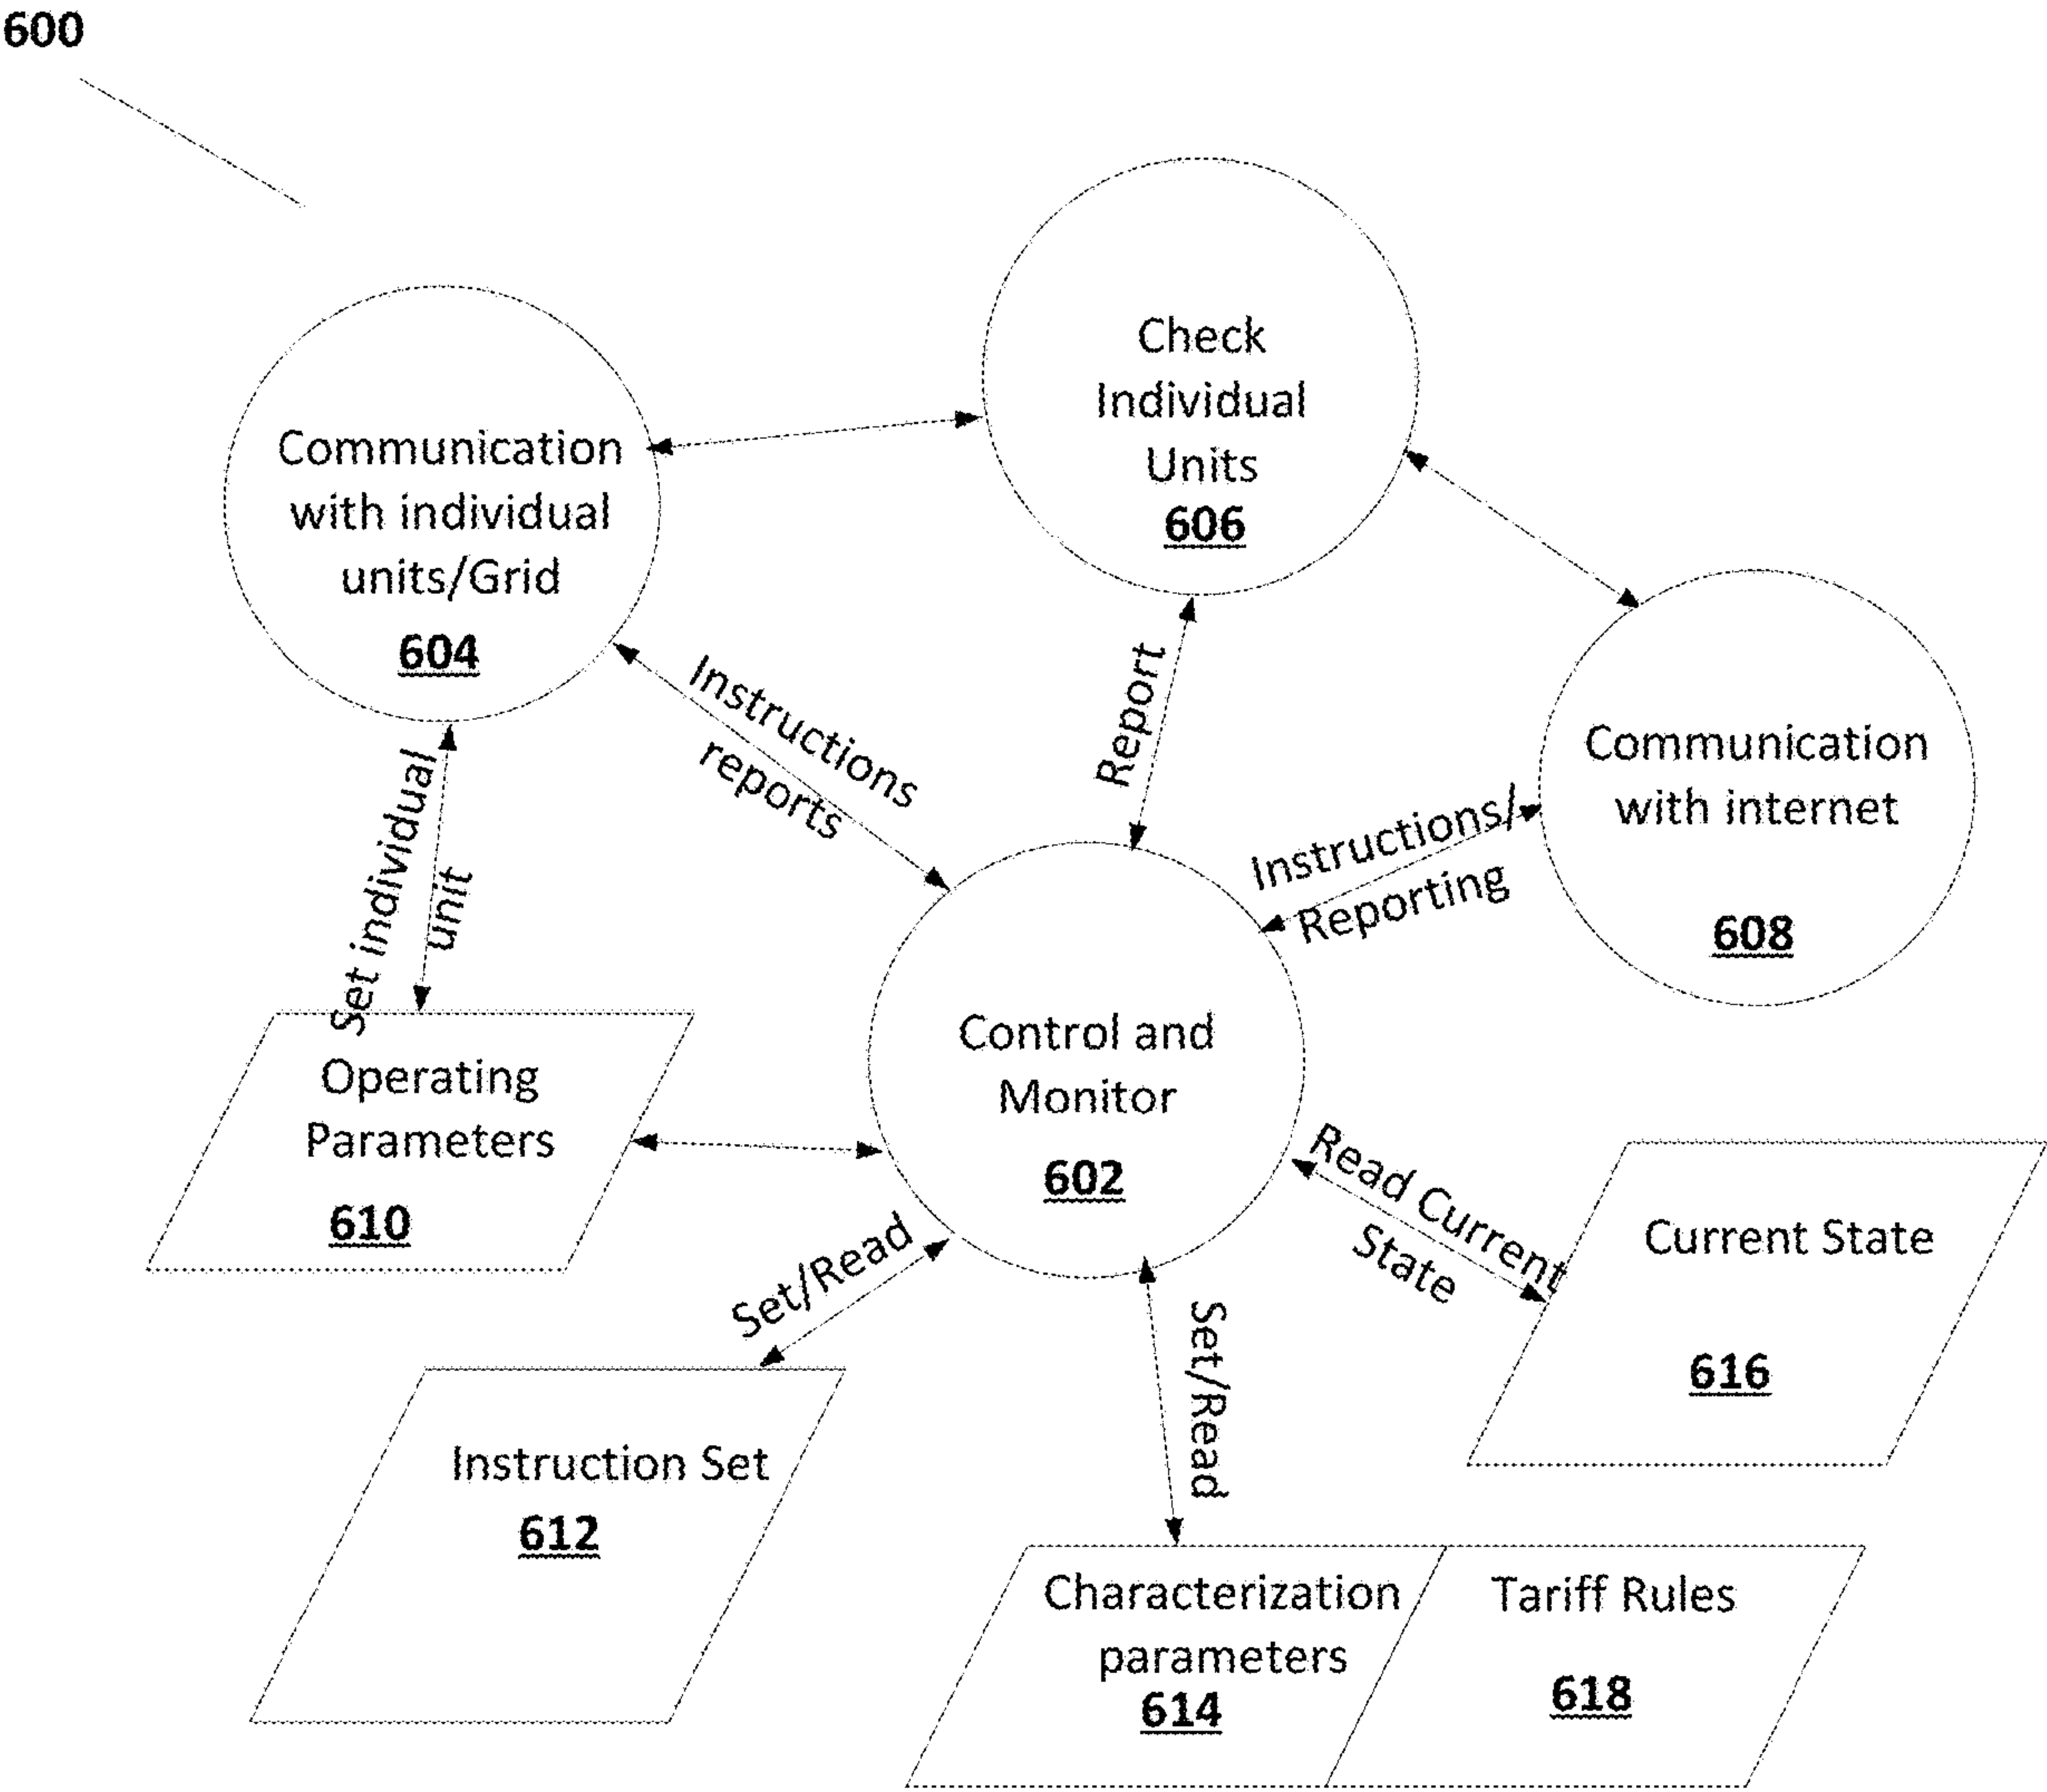 600
Check
Individual
Units
606
Communication
with individual
units/Grid
604
Instructions
reports
Report
Communication
with internet
608
Instructions/
Reporting
Set individual
unit
Control and
Monitor
602
Operating
Parameters
610
Read Current
State
Current State
616
Set/Read
Set/Read
Instruction Set
612
Characterization
parameters
614
Tariff Rules
618